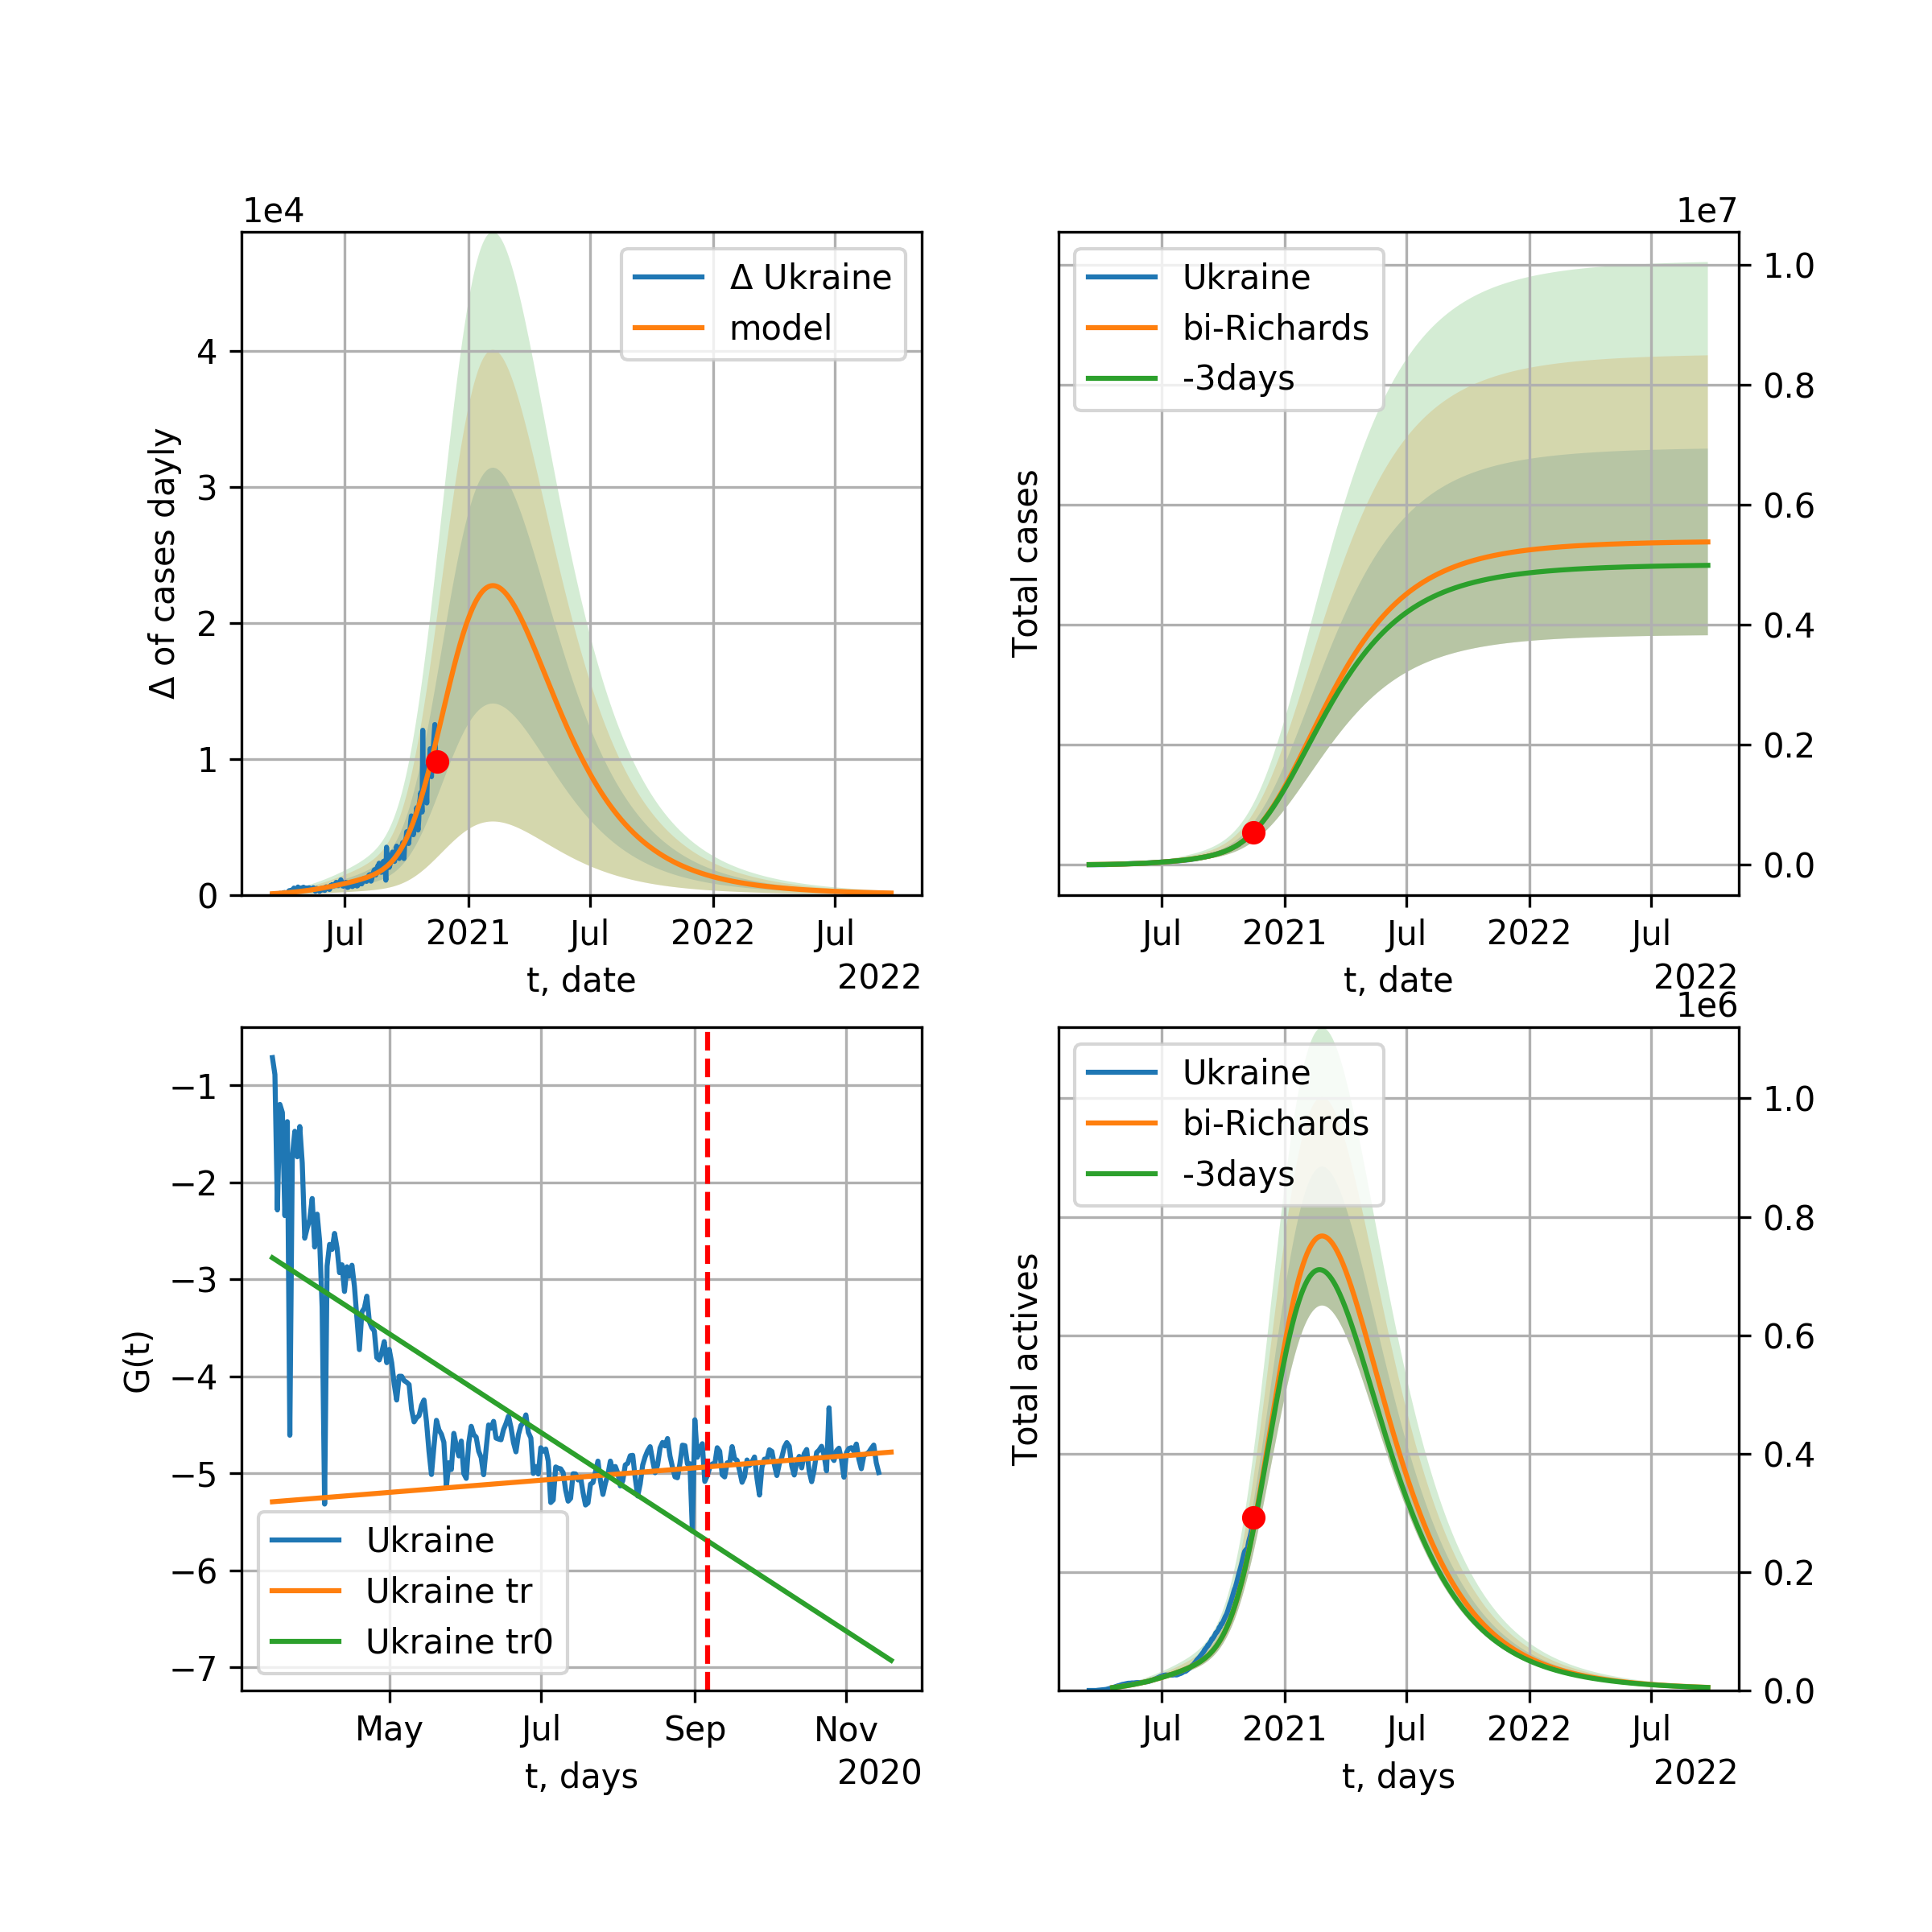 1e4
Δ of cases dayly
4
3
2
1
0
Δ Ukraine
model
Jul
2021
Jul
2022
Jul
t, date
2022
1e7
Total cases
Ukraine
bi-Richards
-3days
1.0
0.8
0.6
0.4
0.2
0.0
Jul
2021
Jul
2022
Jul
t, date
2022
G(t)
−1
−2
−3
−4
−5
−6
−7
Ukraine
Ukraine tr
Ukraine tr0
May
Jul
Sep
Nov
t, days
2020
1e6
Total actives
Ukraine
bi-Richards
-3days
1.0
0.8
0.6
0.4
0.2
0.0
Jul
2021
Jul
2022
Jul
t, days
2022